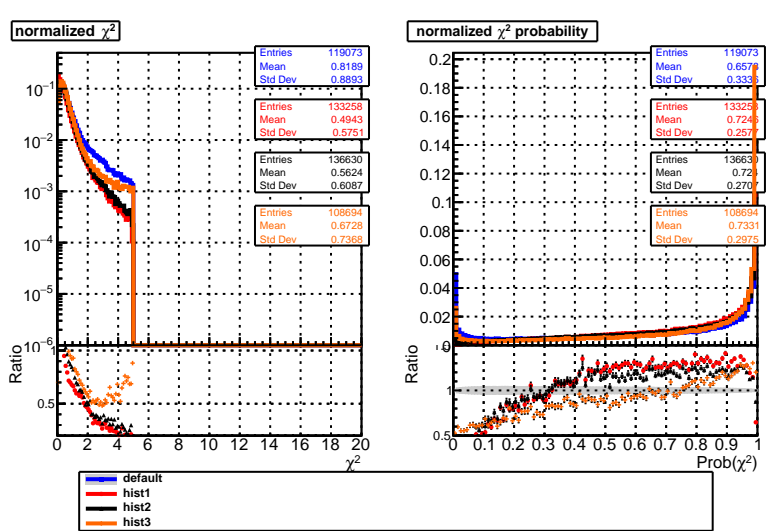 normalized χ²
Entries 119073
Mean 0.8189
Std Dev 0.8893
Entries 133258
Mean 0.4943
Std Dev 0.5751
Entries 136630
Mean 0.5624
Std Dev 0.6087
Entries 108694
Mean 0.6728
Std Dev 0.7368
10⁻¹
10⁻²
10⁻³
10⁻⁴
10⁻⁵
10⁻⁶
Ratio
1
0.5
0 2 4 6 8 10 12 14 16 18 20
χ²
normalized χ² probability
Entries 119073
Mean
Std Dev
Entries
Mean
Std Dev
Entries 136630
Mean
Std Dev
Entries 108694
Mean 0.7331
Std Dev 0.2975
0.2
0.18
0.16
0.14
0.12
0.1
0.08
0.06
0.04
0.02
Ratio
1
0.5
0 0.1 0.2 0.3 0.4 0.5 0.6 0.7 0.8 0.9 1
Prob(χ²)
default
hist1
hist2
hist3